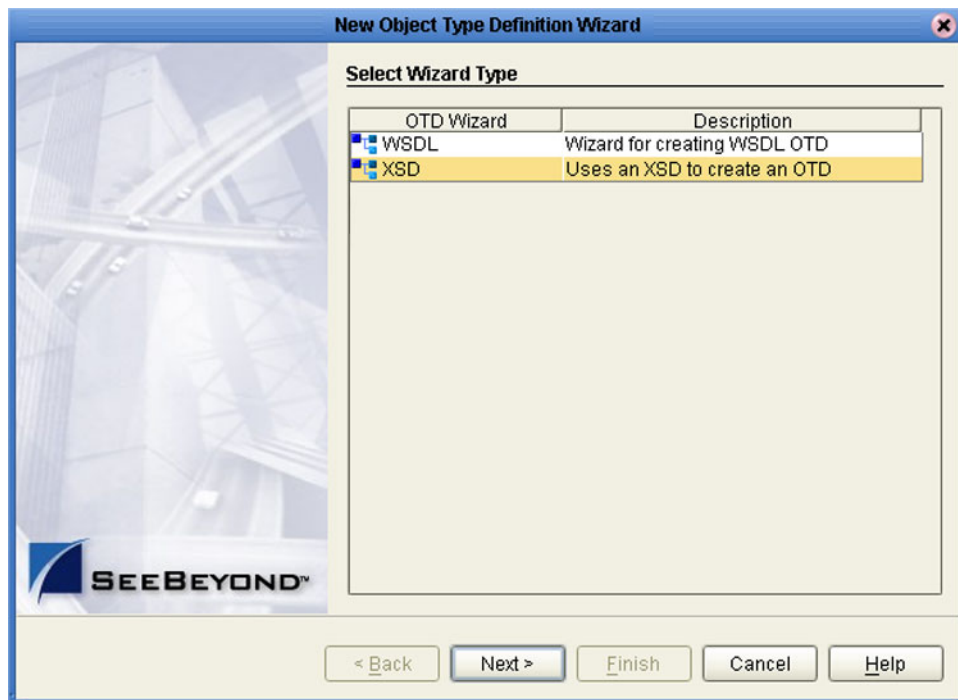 New Object Type Definition Wizard
Select Wizard Type
OTD Wizard Description
WSDL Wizard for creating WSDL OTD
XSD Uses an XSD to create an OTD
SEEBEYOND™
< Back Next > Finish Cancel Help